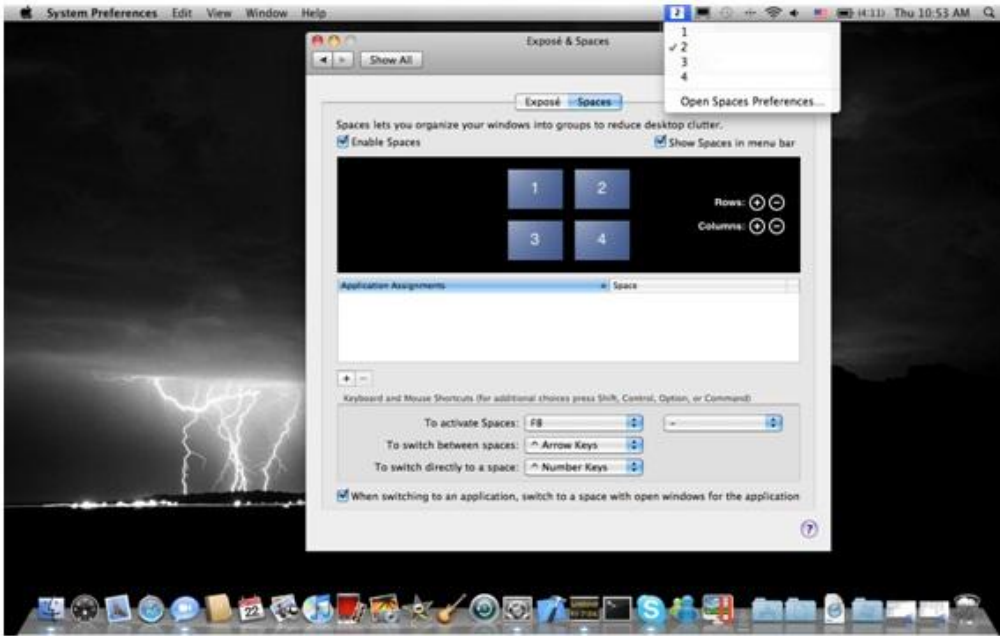 System Preferences Edit View Window Help 2 (4:11) Thu 10:53 AM
Exposé & Spaces
Show All
1
✓ 2
3
4
Open Spaces Preferences...
Exposé Spaces
Spaces lets you organize your windows into groups to reduce desktop clutter.
Enable Spaces Show Spaces in menu bar
1 2
Rows: + −
3 4
Columns: + −
Application Assignments Space
+ −
Keyboard and Mouse Shortcuts (for additional choices press Shift, Control, Option, or Command)
To activate Spaces: F8 –
To switch between spaces: ^ Arrow Keys
To switch directly to a space: ^ Number Keys
When switching to an application, switch to a space with open windows for the application
?
22